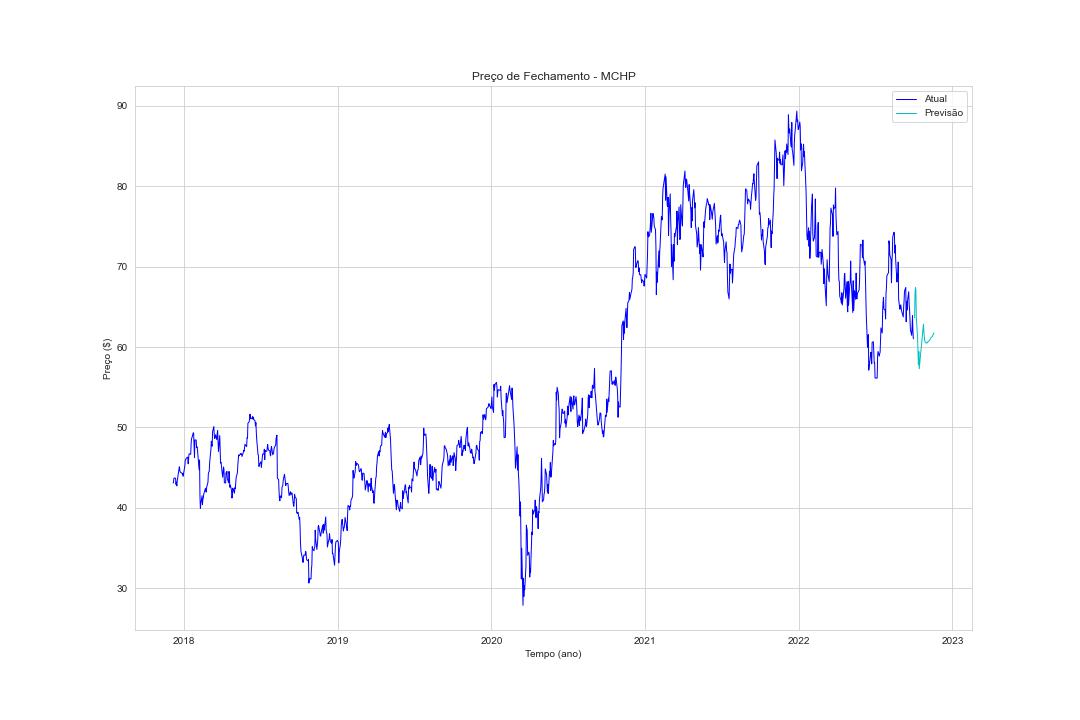 Preço de Fechamento - MCHP
Atual
Previsão
90
80
70
60
50
40
30
Preço ($)
2018
2019
2020
2021
2022
2023
Tempo (ano)